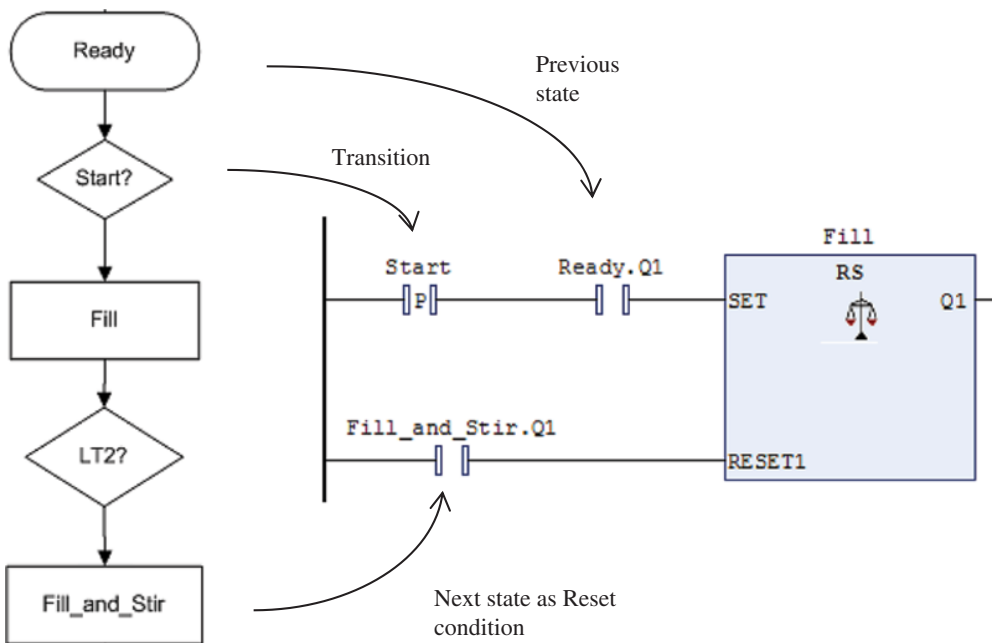 Ready
Start?
Fill
LT2?
Fill_and_Stir
Previous
state
Transition
Start
Ready.Q1
Fill
RS
SET
Q1
P
Fill_and_Stir.Q1
RESET1
Next state as Reset
condition